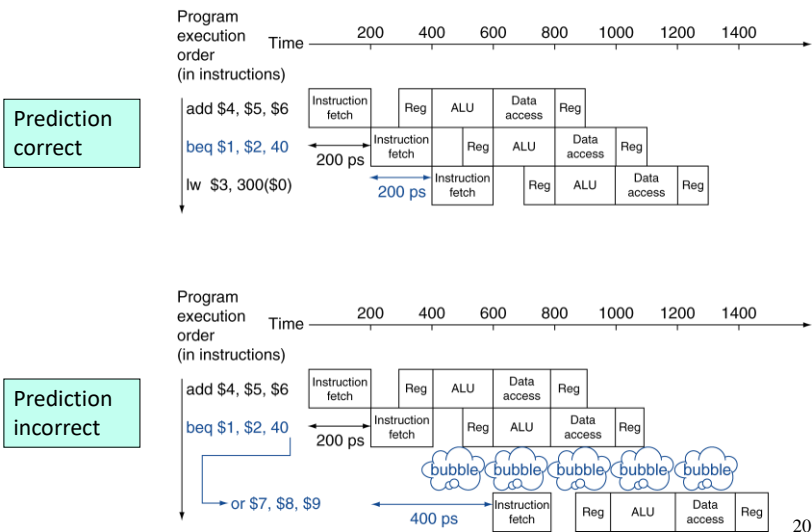 Program
execution
order
(in instructions)
Time
200 400 600 800 1000 1200 1400
Prediction
correct
add $4, $5, $6
Instruction
fetch
Reg
ALU
Data
access
Reg
beq $1, $2, 40
200 ps
Instruction
fetch
Reg
ALU
Data
access
Reg
lw $3, 300($0)
200 ps
Instruction
fetch
Reg
ALU
Data
access
Reg
Program
execution
order
(in instructions)
Time
200 400 600 800 1000 1200 1400
Prediction
incorrect
add $4, $5, $6
Instruction
fetch
Reg
ALU
Data
access
Reg
beq $1, $2, 40
200 ps
Instruction
fetch
Reg
ALU
Data
access
Reg
bubble bubble bubble bubble bubble
or $7, $8, $9
400 ps
Instruction
fetch
Reg
ALU
Data
access
Reg
20